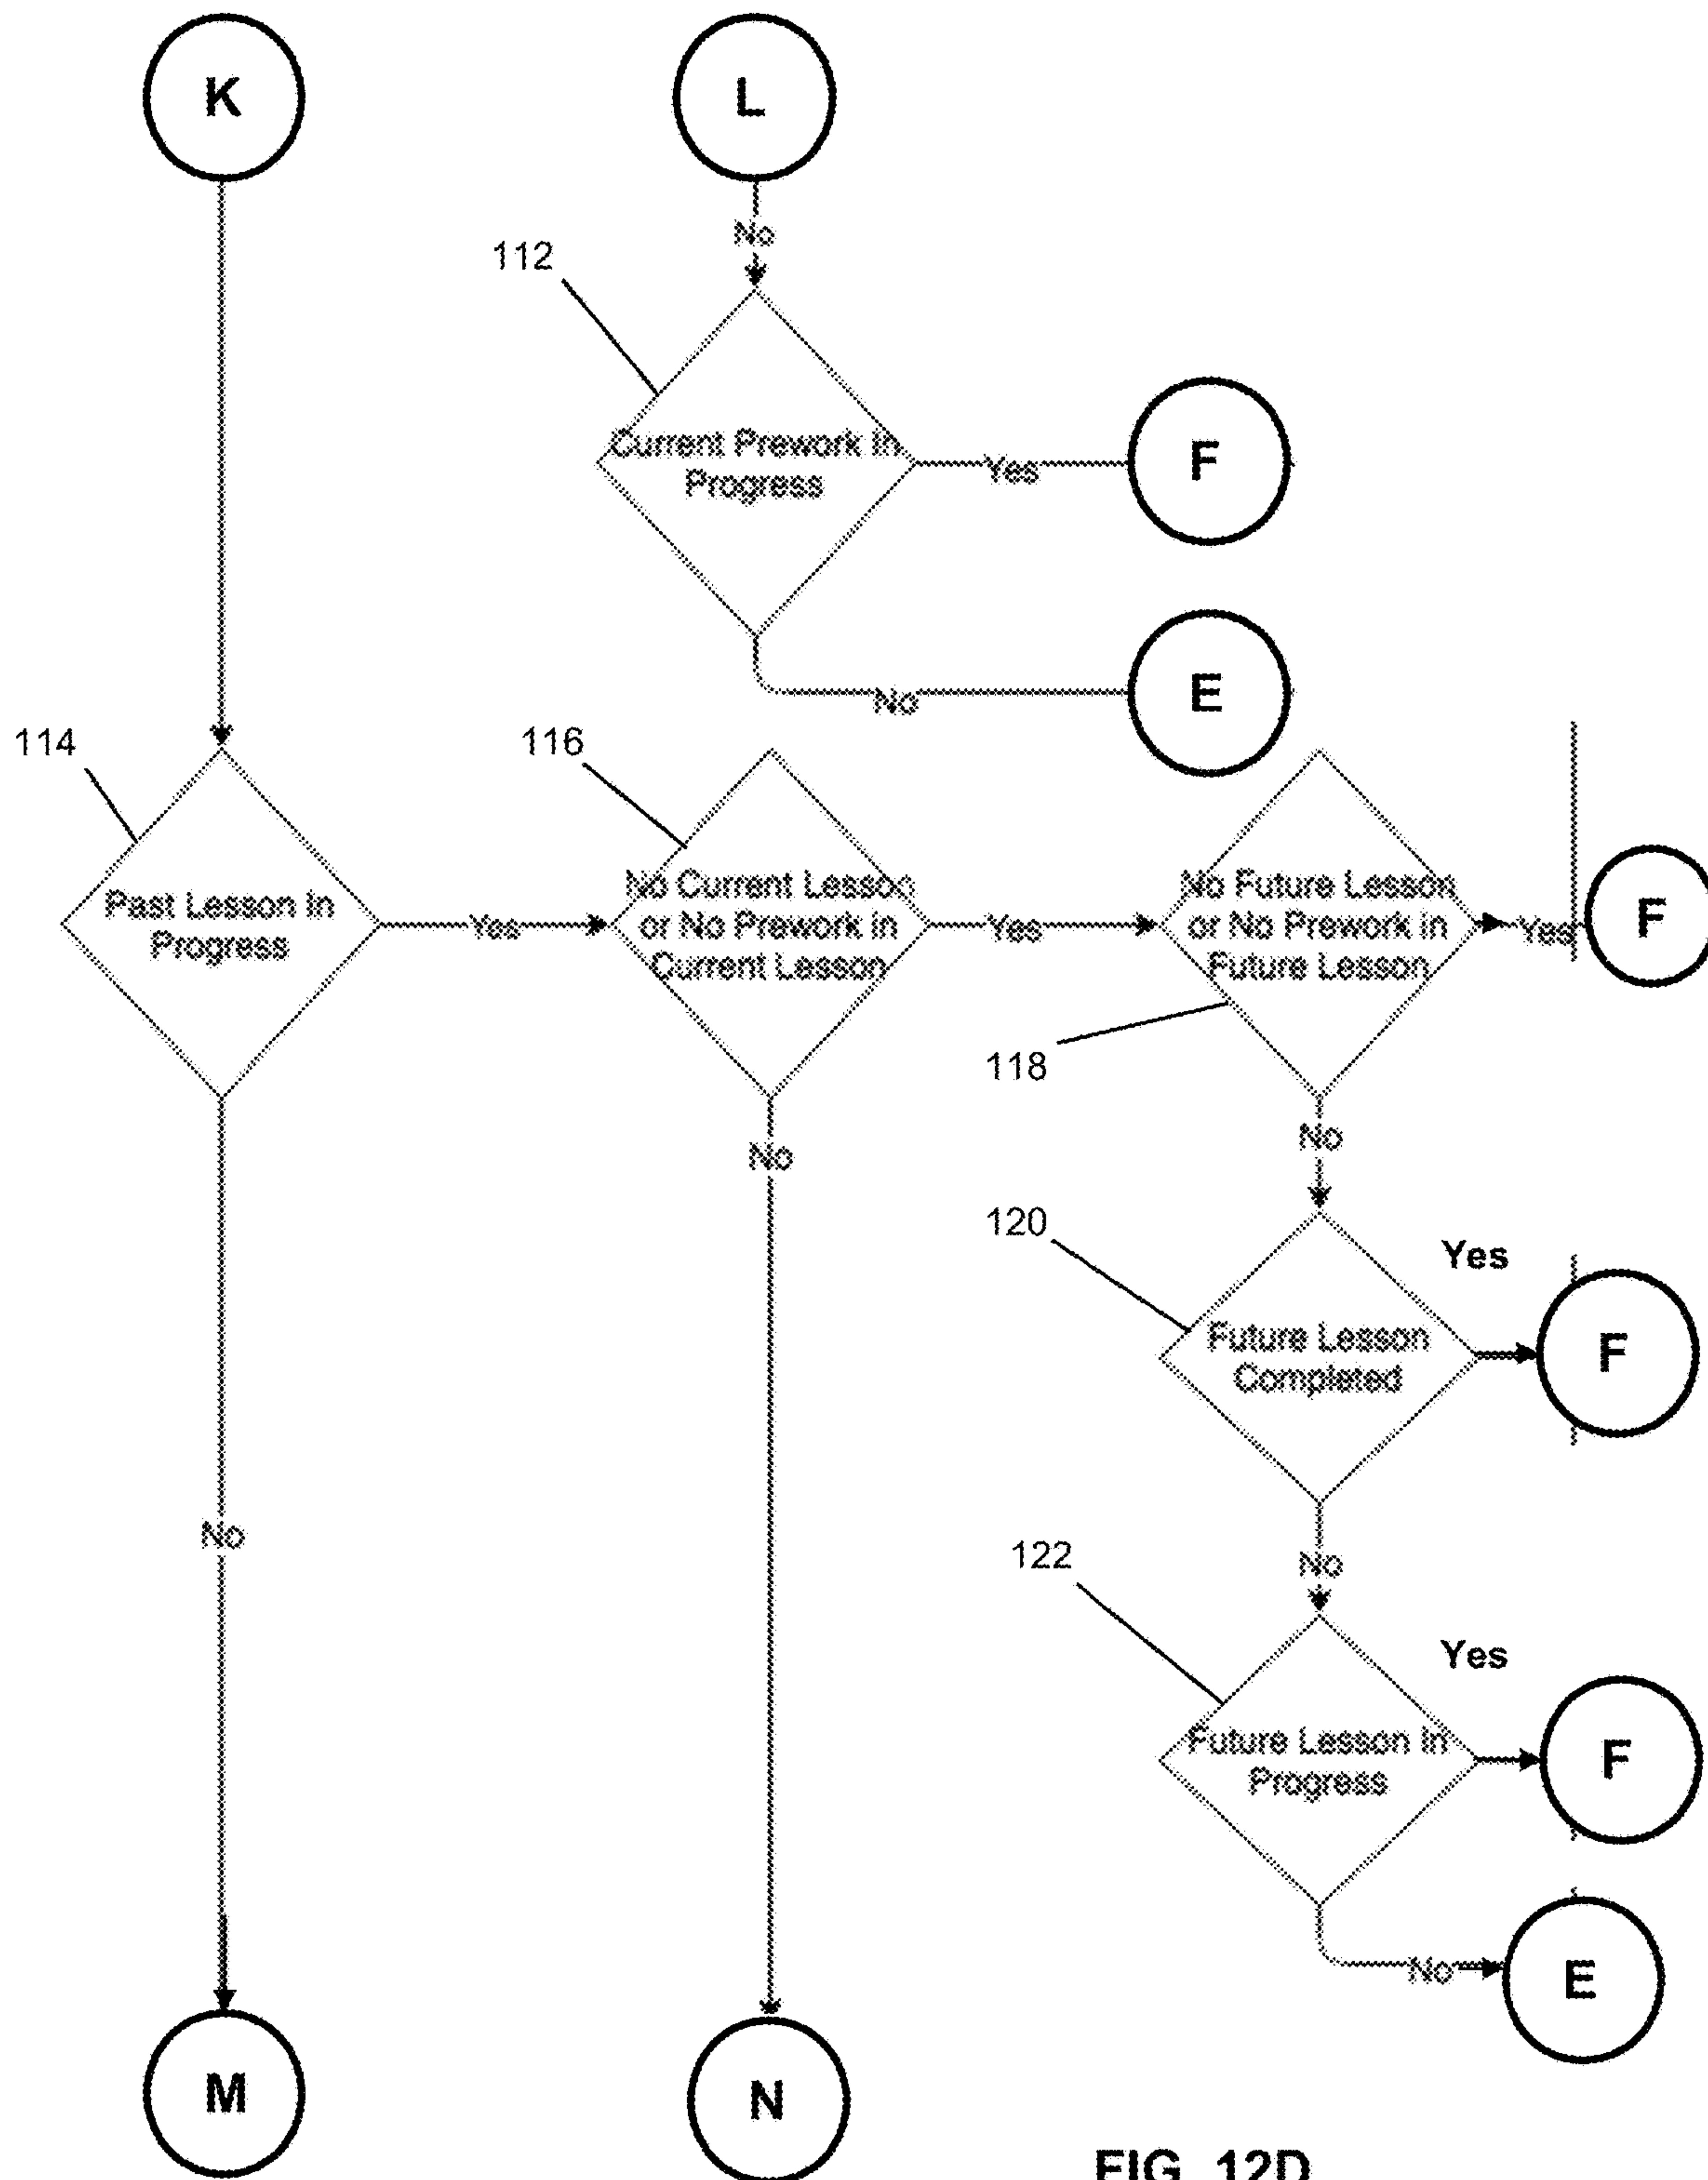 K
L
No
112
Current Prework In
Progress
Yes
F
No
E
114
Past Lesson In
Progress
Yes
116
No Current Lesson
or No Prework in
Current Lesson
Yes
No Future Lesson
or No Prework in
Future Lesson
Yes
F
118
No
No
120
Future Lesson
Completed
Yes
F
No
No
122
Future Lesson In
Progress
Yes
F
No
E
M
N
FIG. 12D